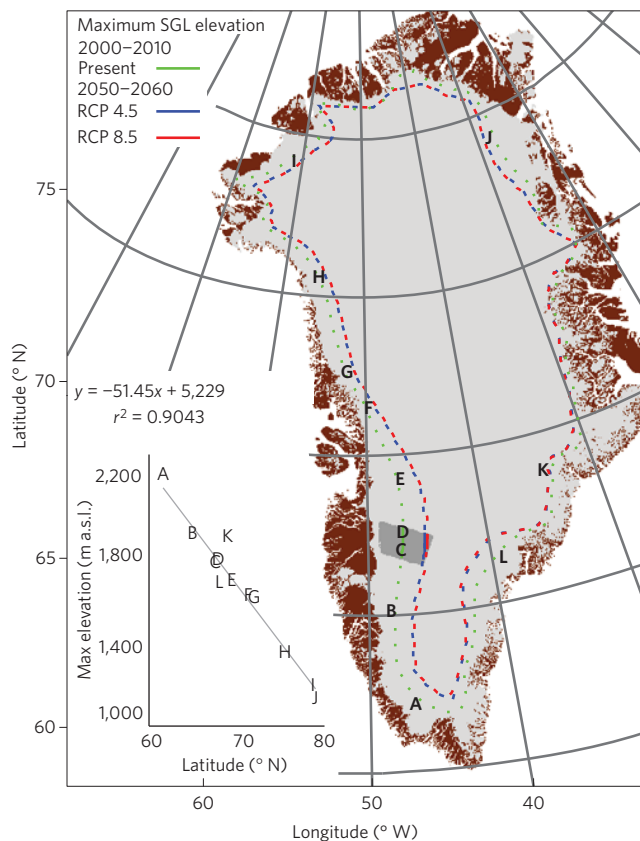 Maximum SGL elevation
2000–2010
Present
2050–2060
RCP 4.5
RCP 8.5
75
70
65
60
Latitude (° N)
60
50
40
Longitude (° W)
I
J
H
G
F
E
D
C
B
A
K
L
y = −51.45x + 5,229
r² = 0.9043
Max elevation (m a.s.l.)
2,200
1,800
1,400
1,000
A
B
K
D
C
L
E
F
G
H
I
J
60
70
80
Latitude (° N)